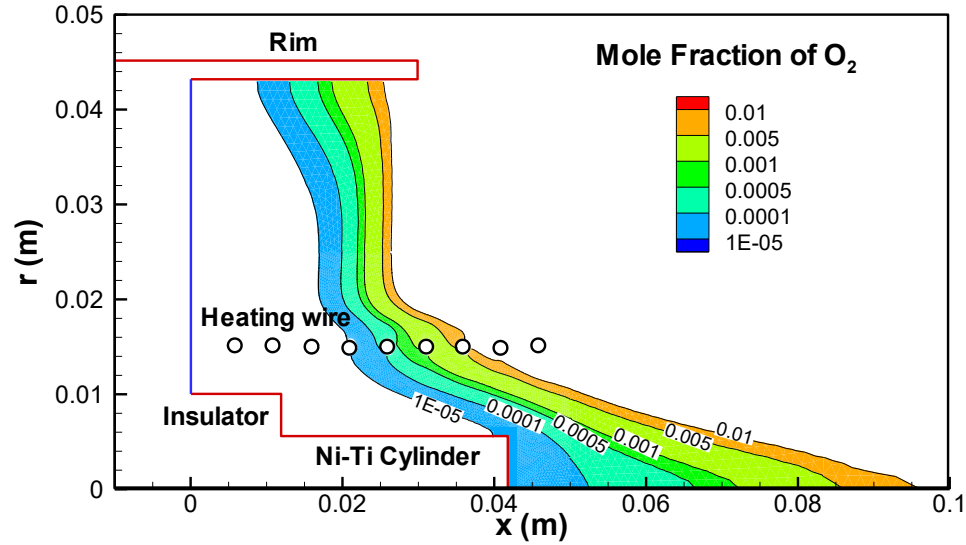 0.05
Rim
Mole Fraction of O₂
0.04
0.01
0.005
0.001
0.03
0.0005
0.0001
1E-05
r (m)
0.02
Heating wire
0.01
1E-05
0.0001
0.0005
0.001
0.005
0.01
Insulator
Ni-Ti Cylinder
0
0
0.02
0.04
0.06
0.08
0.1
x (m)